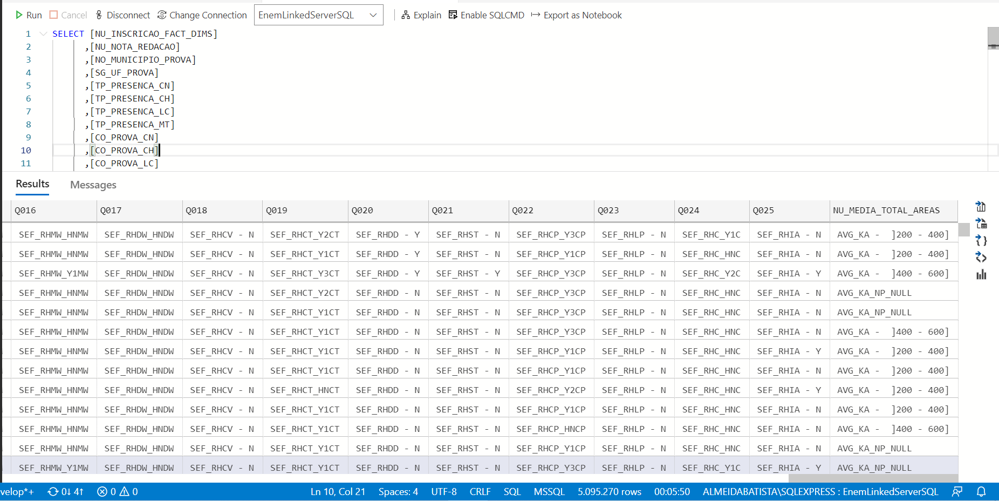 Run Cancel Disconnect Change Connection EnemLinkedServerSQL Explain Enable SQLCMD Export as Notebook
1 SELECT [NU_INSCRICAO_FACT_DIMS]
2 ,[NU_NOTA_REDACAO]
3 ,[NO_MUNICIPIO_PROVA]
4 ,[SG_UF_PROVA]
5 ,[TP_PRESENCA_CN]
6 ,[TP_PRESENCA_CH]
7 ,[TP_PRESENCA_LC]
8 ,[TP_PRESENCA_MT]
9 ,[CO_PROVA_CN]
10 ,[CO_PROVA_CH]
11 ,[CO_PROVA_LC]
Results Messages
Q016 Q017 Q018 Q019 Q020 Q021 Q022 Q023 Q024 Q025 NU_MEDIA_TOTAL_AREAS
SEF_RHMW_HNMW SEF_RHDW_HNDW SEF_RHCV - N SEF_RHCT_Y2CT SEF_RHDD - Y SEF_RHST - N SEF_RHCP_Y3CP SEF_RHLP - N SEF_RHC_Y1C SEF_RHIA - N AVG_KA - ]200 - 400]
SEF_RHMW_HNMW SEF_RHDW_HNDW SEF_RHCV - N SEF_RHCT_Y1CT SEF_RHDD - Y SEF_RHST - N SEF_RHCP_Y1CP SEF_RHLP - N SEF_RHC_HNC SEF_RHIA - N AVG_KA - ]200 - 400]
SEF_RHMW_Y1MW SEF_RHDW_HNDW SEF_RHCV - N SEF_RHCT_Y3CT SEF_RHDD - Y SEF_RHST - Y SEF_RHCP_Y3CP SEF_RHLP - N SEF_RHC_Y2C SEF_RHIA - Y AVG_KA - ]400 - 600]
SEF_RHMW_HNMW SEF_RHDW_HNDW SEF_RHCV - N SEF_RHCT_Y2CT SEF_RHDD - N SEF_RHST - N SEF_RHCP_Y3CP SEF_RHLP - N SEF_RHC_HNC SEF_RHIA - N AVG_KA_NP_NULL
SEF_RHMW_HNMW SEF_RHDW_HNDW SEF_RHCV - N SEF_RHCT_Y1CT SEF_RHDD - N SEF_RHST - N SEF_RHCP_Y3CP SEF_RHLP - N SEF_RHC_HNC SEF_RHIA - N AVG_KA_NP_NULL
SEF_RHMW_HNMW SEF_RHDW_HNDW SEF_RHCV - N SEF_RHCT_Y1CT SEF_RHDD - N SEF_RHST - N SEF_RHCP_Y3CP SEF_RHLP - N SEF_RHC_HNC SEF_RHIA - N AVG_KA - ]400 - 600]
SEF_RHMW_HNMW SEF_RHDW_HNDW SEF_RHCV - N SEF_RHCT_Y1CT SEF_RHDD - N SEF_RHST - N SEF_RHCP_Y1CP SEF_RHLP - N SEF_RHC_HNC SEF_RHIA - Y AVG_KA - ]200 - 400]
SEF_RHMW_HNMW SEF_RHDW_HNDW SEF_RHCV - N SEF_RHCT_Y1CT SEF_RHDD - N SEF_RHST - N SEF_RHCP_Y1CP SEF_RHLP - N SEF_RHC_HNC SEF_RHIA - N AVG_KA - ]200 - 400]
SEF_RHMW_HNMW SEF_RHDW_HNDW SEF_RHCV - N SEF_RHCT_HNCT SEF_RHDD - N SEF_RHST - N SEF_RHCP_Y2CP SEF_RHLP - N SEF_RHC_HNC SEF_RHIA - Y AVG_KA - ]200 - 400]
SEF_RHMW_HNMW SEF_RHDW_HNDW SEF_RHCV - N SEF_RHCT_Y1CT SEF_RHDD - N SEF_RHST - N SEF_RHCP_Y1CP SEF_RHLP - N SEF_RHC_HNC SEF_RHIA - N AVG_KA - ]200 - 400]
SEF_RHMW_HNMW SEF_RHDW_HNDW SEF_RHCV - N SEF_RHCT_Y1CT SEF_RHDD - N SEF_RHST - N SEF_RHCP_HNCP SEF_RHLP - N SEF_RHC_HNC SEF_RHIA - N AVG_KA - ]400 - 600]
SEF_RHMW_HNMW SEF_RHDW_HNDW SEF_RHCV - N SEF_RHCT_Y1CT SEF_RHDD - N SEF_RHST - N SEF_RHCP_Y1CP SEF_RHLP - N SEF_RHC_HNC SEF_RHIA - N AVG_KA_NP_NULL
SEF_RHMW_Y1MW SEF_RHDW_HNDW SEF_RHCV - N SEF_RHCT_Y1CT SEF_RHDD - N SEF_RHST - N SEF_RHCP_Y3CP SEF_RHLP - N SEF_RHC_Y1C SEF_RHIA - Y AVG_KA_NP_NULL
velop*+ 0↓ 4↑ 0 0 Ln 10, Col 21 Spaces: 4 UTF-8 CRLF SQL MSSQL 5.095.270 rows 00:05:50 ALMEIDABATISTA\SQLEXPRESS : EnemLinkedServerSQL